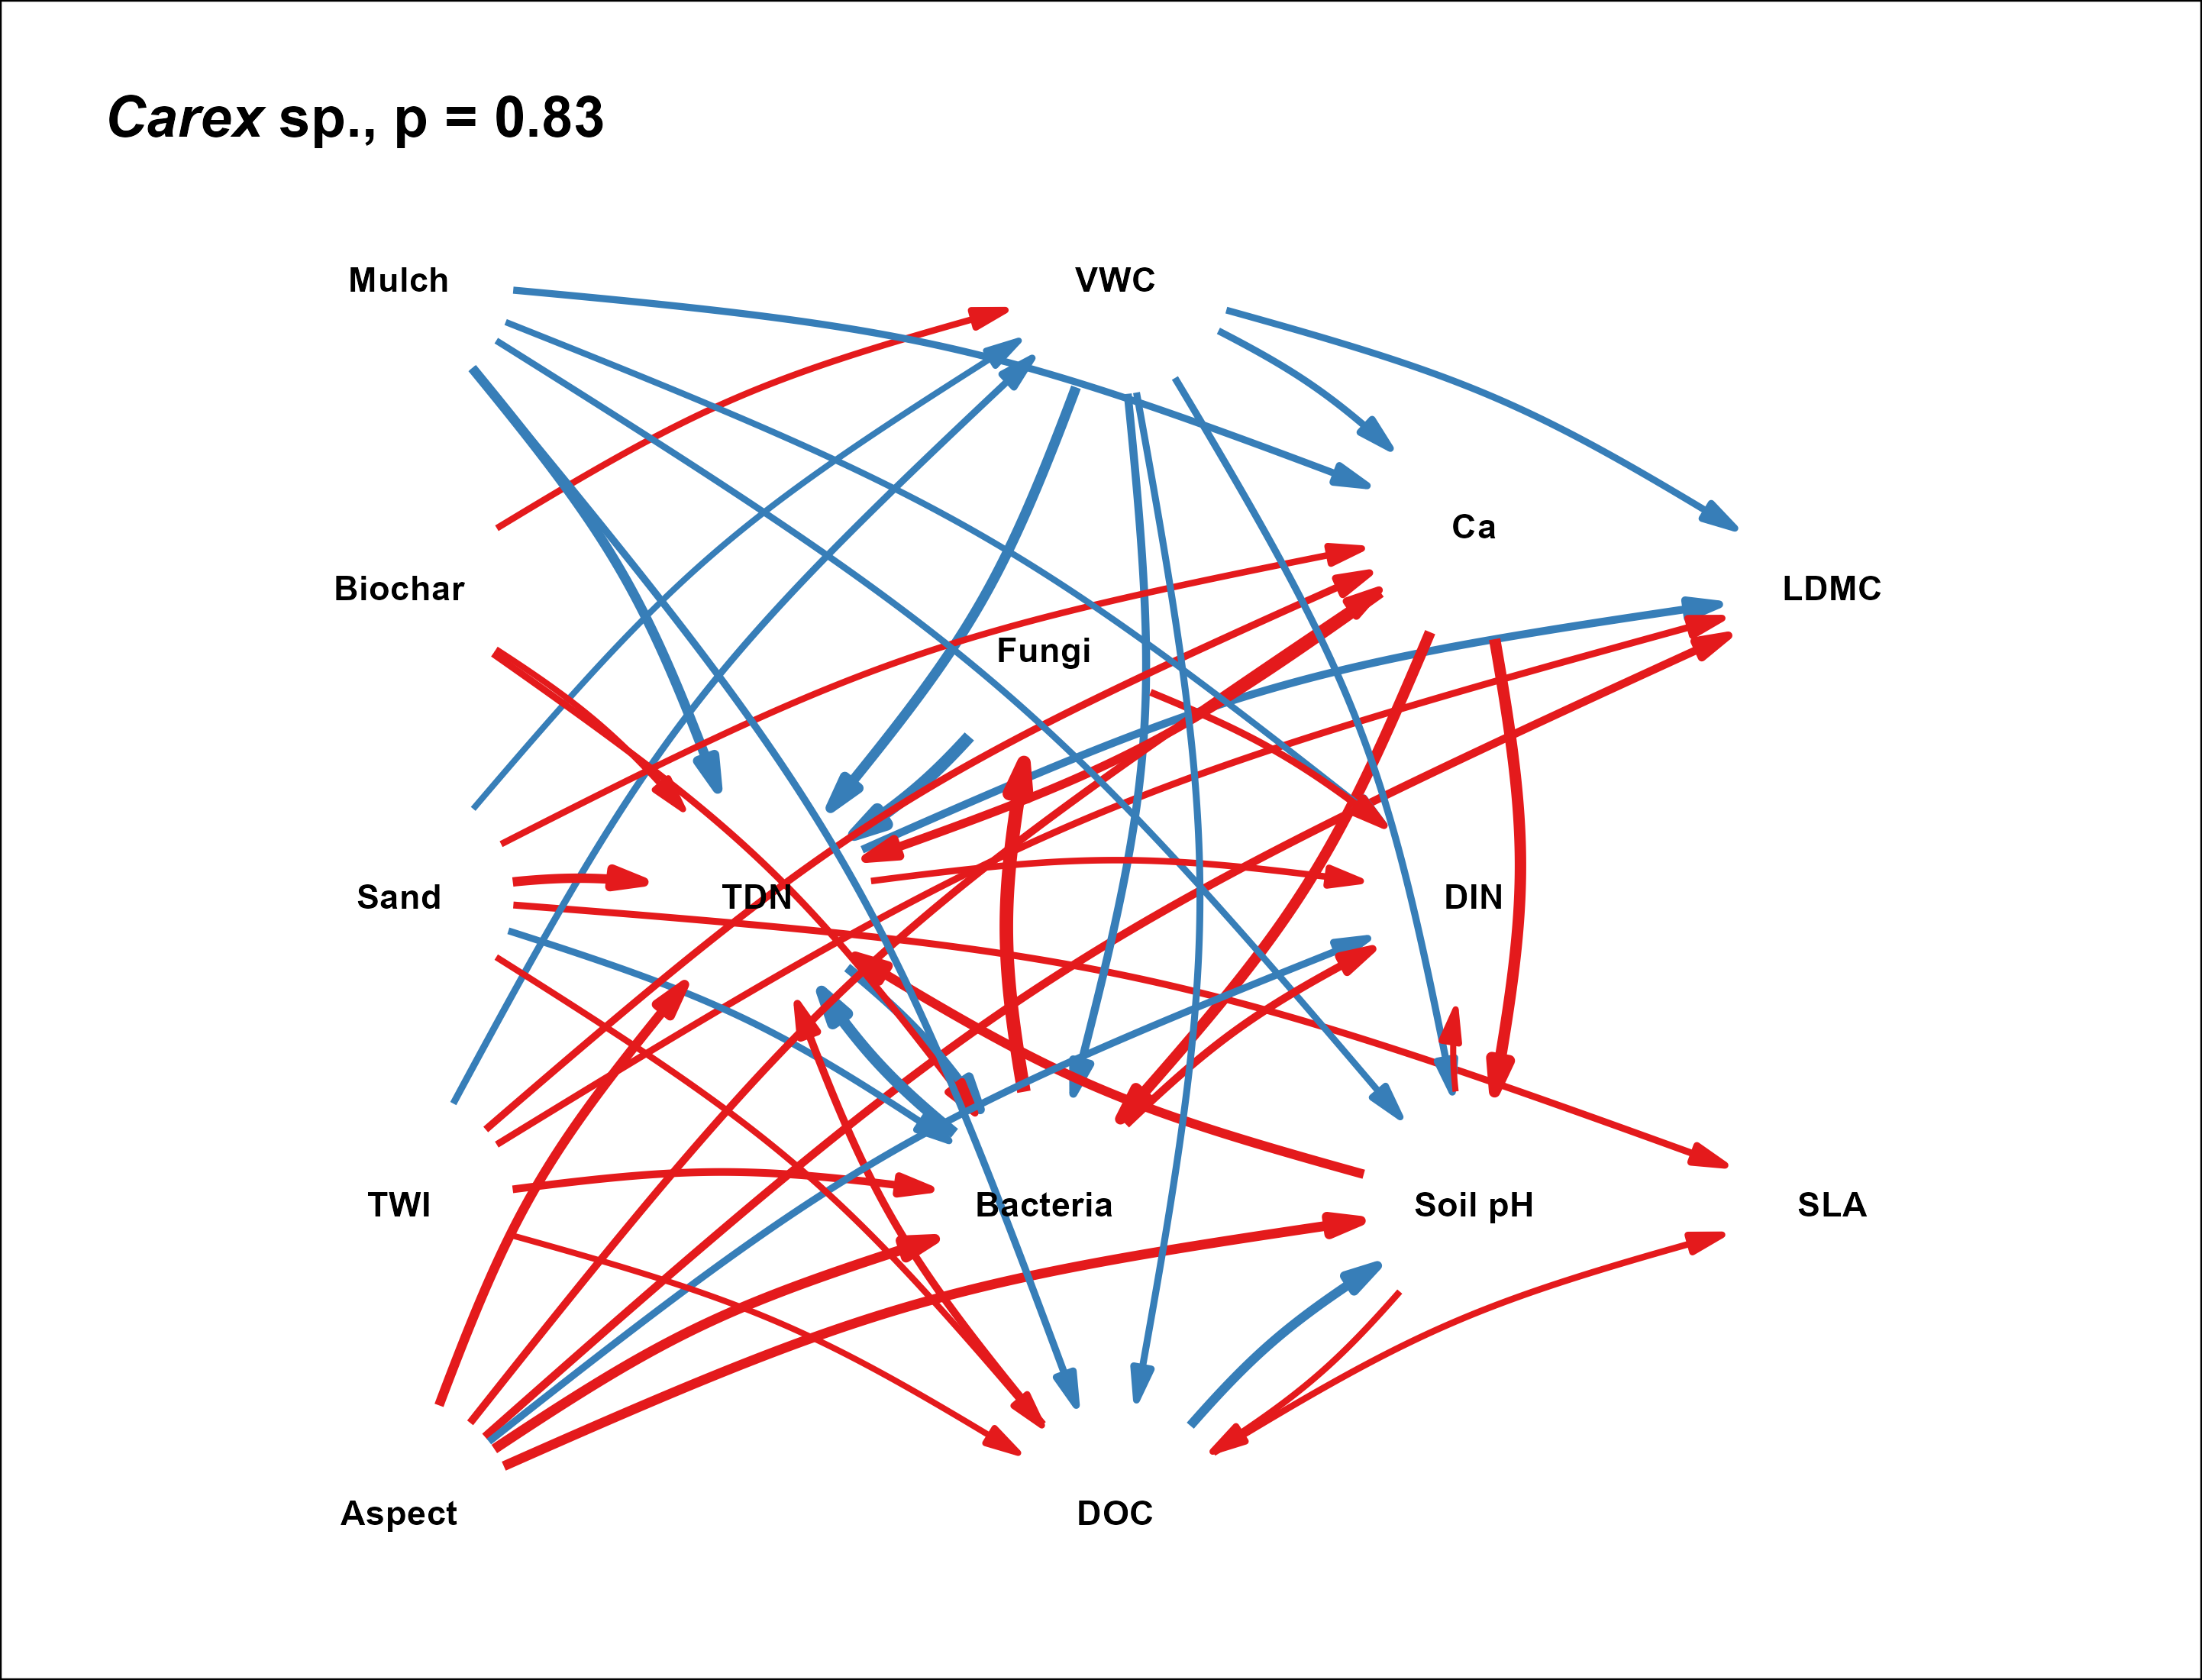 Carex sp., p = 0.83
Mulch
VWC
Ca
Biochar
LDMC
Fungi
Sand
TDN
DIN
TWI
Bacteria
Soil pH
SLA
Aspect
DOC